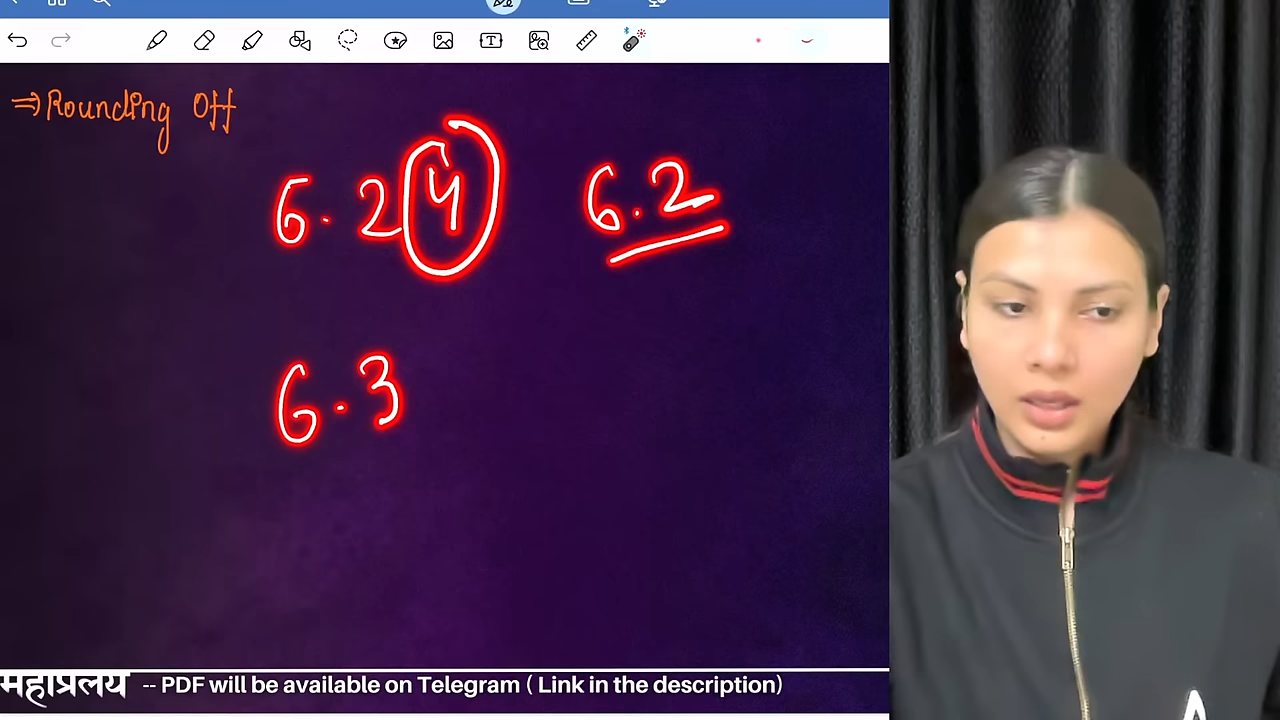 ⇒Rounding Off
6.24 6.2
6.3
महाप्रलय -- PDF will be available on Telegram ( Link in the description)